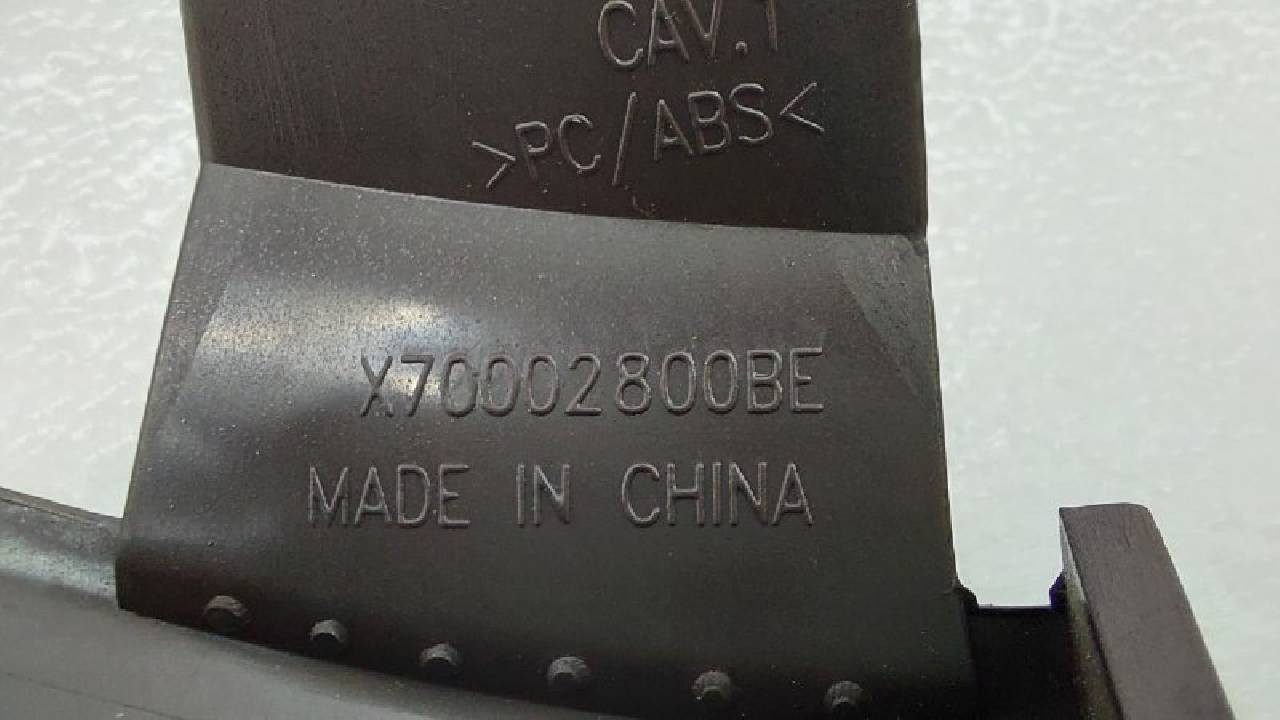 CAV.1
>PC/ABS<
X70002800BE
MADE IN CHINA